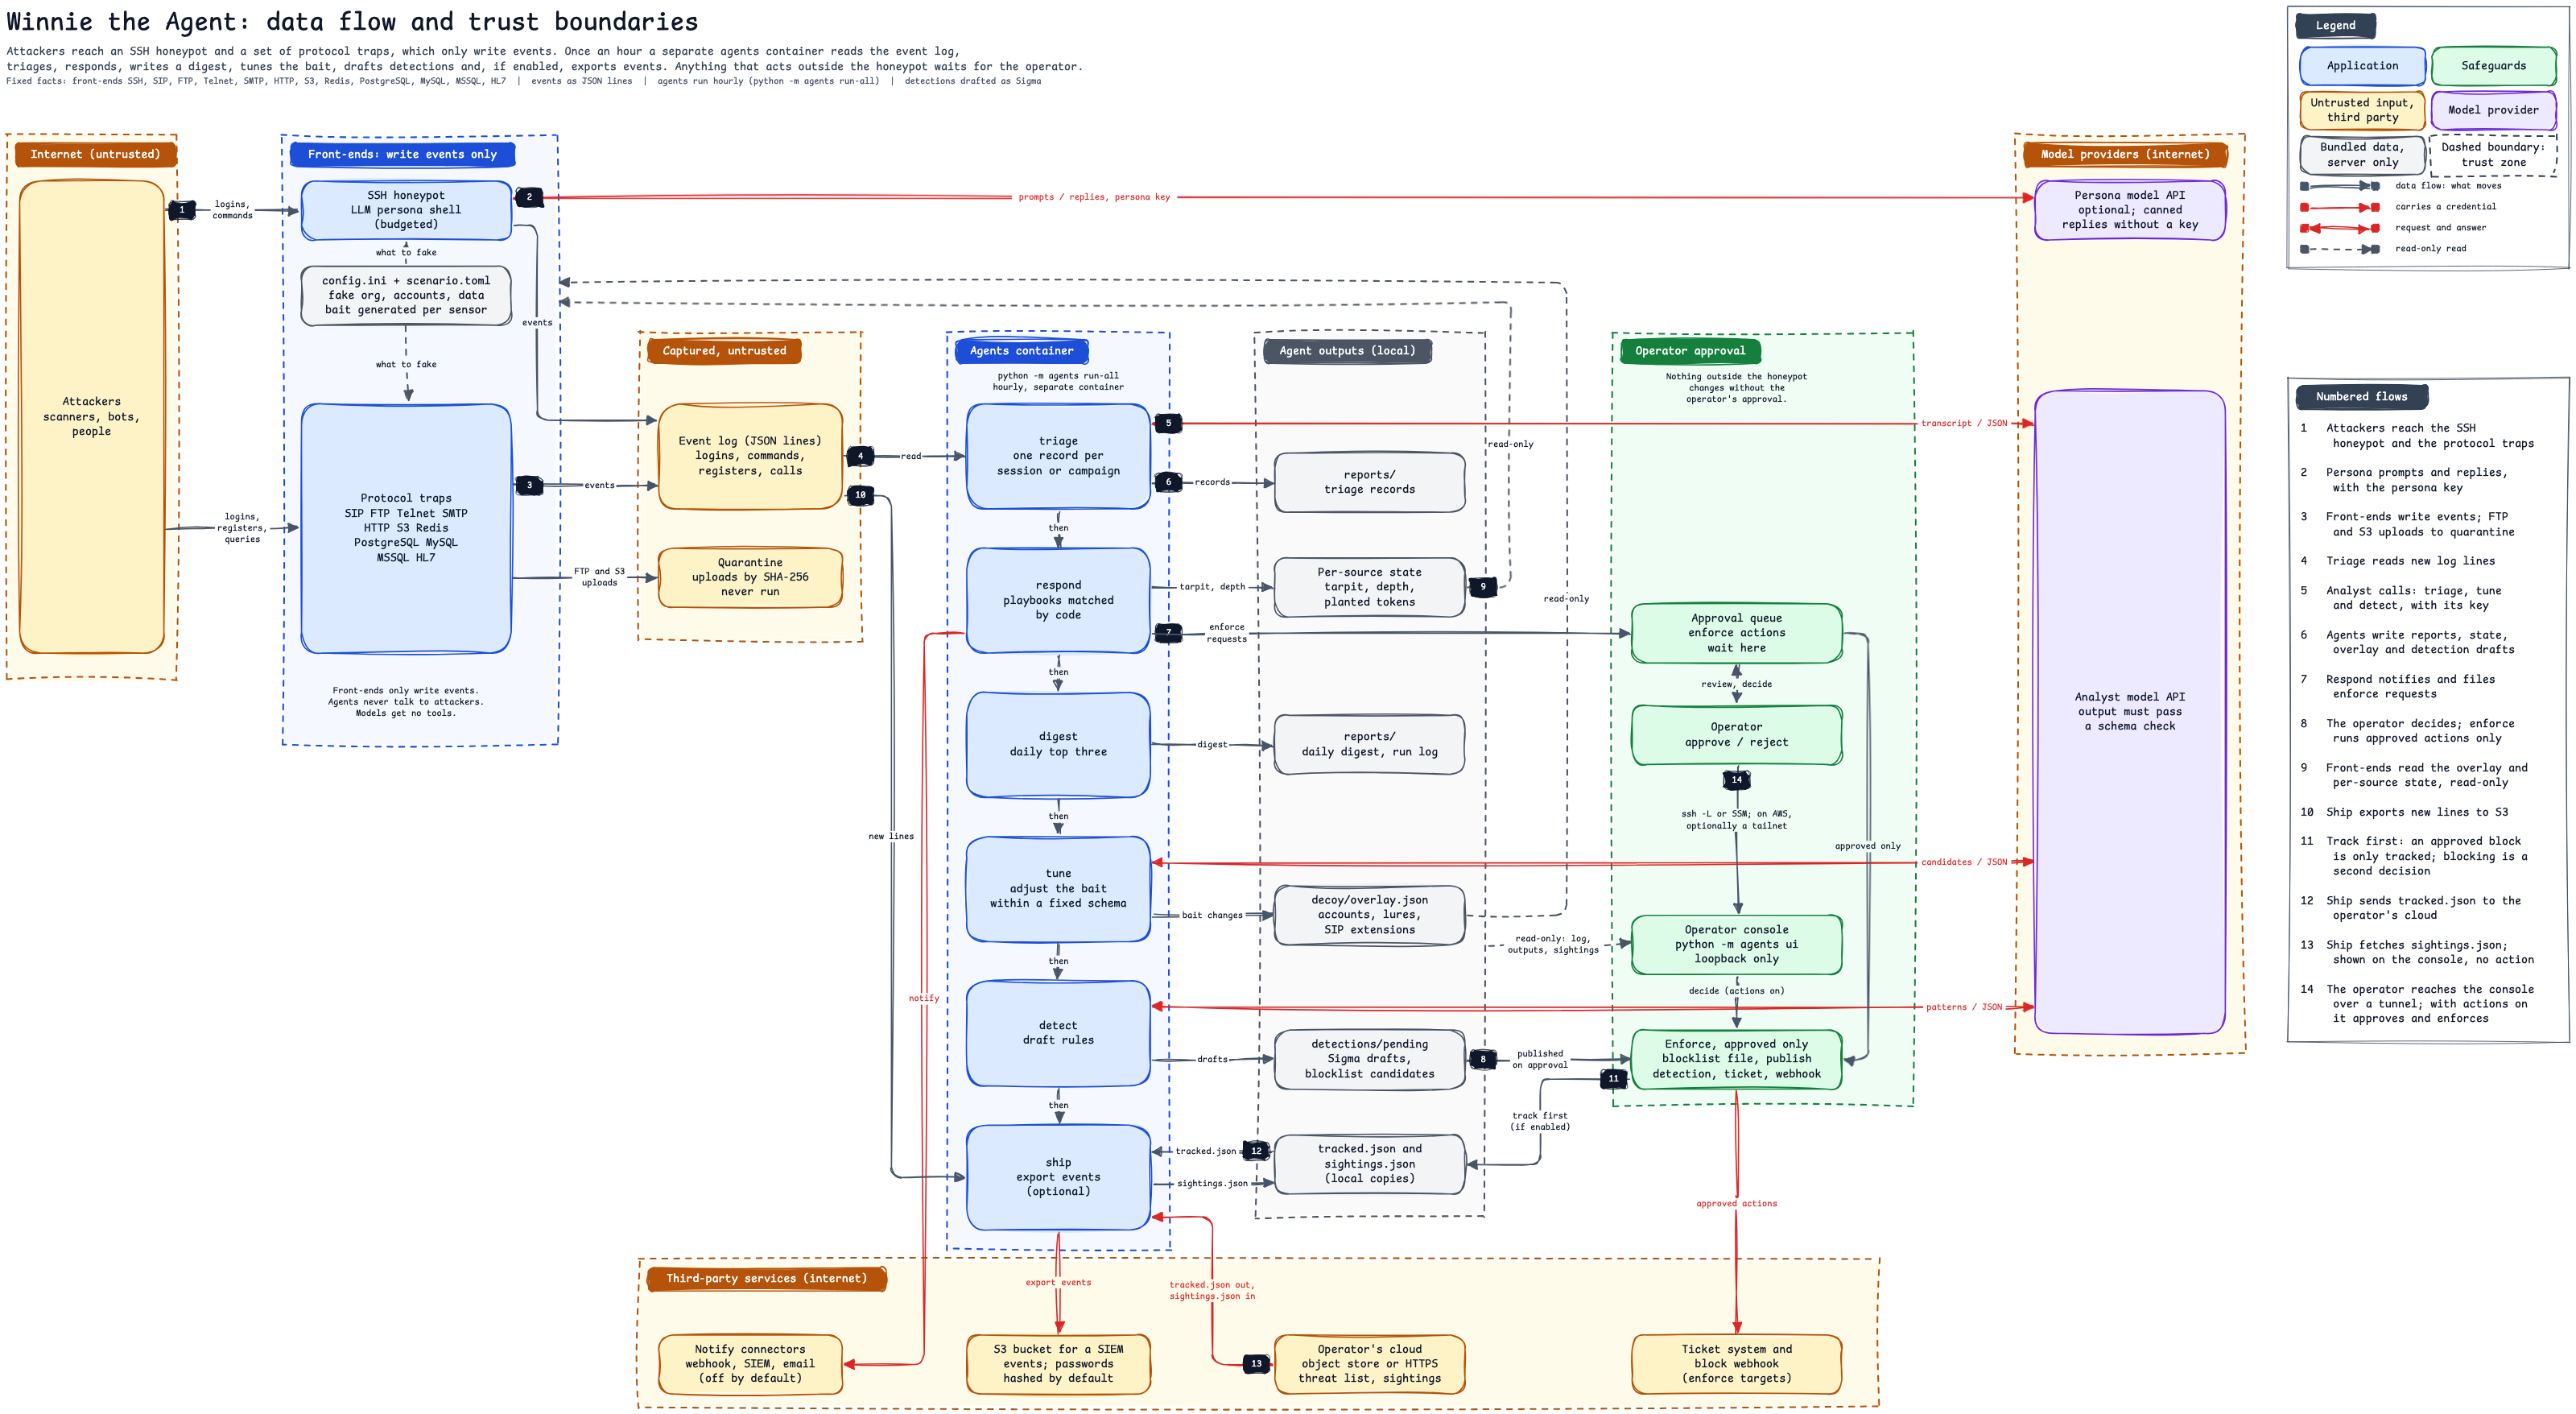 Winnie the Agent: data flow and trust boundaries
Attackers reach an SSH honeypot and a set of protocol traps, which only write events. Once an hour a separate agents container reads the event log,
triages, responds, writes a digest, tunes the bait, drafts detections and, if enabled, exports events. Anything that acts outside the honeypot waits for the operator.
Fixed facts: front-ends SSH, SIP, FTP, Telnet, SMTP, HTTP, S3, Redis, PostgreSQL, MySQL, MSSQL, HL7 | events as JSON lines | agents run hourly (python -m agents run-all) | detections drafted as Sigma
Internet (untrusted)
Attackers
scanners, bots,
people
1
logins,
commands
logins,
registers,
queries
Front-ends: write events only
SSH honeypot
LLM persona shell
(budgeted)
2
prompts / replies, persona key
what to fake
config.ini + scenario.toml
fake org, accounts, data
bait generated per sensor
what to fake
events
Protocol traps
SIP FTP Telnet SMTP
HTTP S3 Redis
PostgreSQL MySQL
MSSQL HL7
3
events
FTP and S3
uploads
Front-ends only write events.
Agents never talk to attackers.
Models get no tools.
Captured, untrusted
Event log (JSON lines)
logins, commands,
registers, calls
4
read
10
new lines
Quarantine
uploads by SHA-256
never run
Agents container
python -m agents run-all
hourly, separate container
triage
one record per
session or campaign
5
transcript / JSON
6
records
then
respond
playbooks matched
by code
tarpit, depth
7
enforce
requests
notify
then
digest
daily top three
digest
then
tune
adjust the bait
within a fixed schema
candidates / JSON
bait changes
then
detect
draft rules
patterns / JSON
drafts
then
ship
export events
(optional)
tracked.json
12
sightings.json
Agent outputs (local)
reports/
triage records
Per-source state
tarpit, depth,
planted tokens
9
read-only
read-only
reports/
daily digest, run log
decoy/overlay.json
accounts, lures,
SIP extensions
read-only: log,
outputs, sightings
detections/pending
Sigma drafts,
blocklist candidates
8
published
on approval
11
track first
(if enabled)
tracked.json and
sightings.json
(local copies)
Operator approval
Nothing outside the honeypot
changes without the
operator's approval.
Approval queue
enforce actions
wait here
review, decide
Operator
approve / reject
14
ssh -L or SSM; on AWS,
optionally a tailnet
approved only
Operator console
python -m agents ui
loopback only
decide (actions on)
Enforce, approved only
blocklist file, publish
detection, ticket, webhook
approved actions
Model providers (internet)
Persona model API
optional; canned
replies without a key
Analyst model API
output must pass
a schema check
Third-party services (internet)
export events
tracked.json out,
sightings.json in
Notify connectors
webhook, SIEM, email
(off by default)
S3 bucket for a SIEM
events; passwords
hashed by default
13
Operator's cloud
object store or HTTPS
threat list, sightings
Ticket system and
block webhook
(enforce targets)
Legend
Application
Safeguards
Untrusted input,
third party
Model provider
Bundled data,
server only
Dashed boundary:
trust zone
data flow: what moves
carries a credential
request and answer
read-only read
Numbered flows
1 Attackers reach the SSH
honeypot and the protocol traps
2 Persona prompts and replies,
with the persona key
3 Front-ends write events; FTP
and S3 uploads to quarantine
4 Triage reads new log lines
5 Analyst calls: triage, tune
and detect, with its key
6 Agents write reports, state,
overlay and detection drafts
7 Respond notifies and files
enforce requests
8 The operator decides; enforce
runs approved actions only
9 Front-ends read the overlay and
per-source state, read-only
10 Ship exports new lines to S3
11 Track first: an approved block
is only tracked; blocking is a
second decision
12 Ship sends tracked.json to the
operator's cloud
13 Ship fetches sightings.json;
shown on the console, no action
14 The operator reaches the console
over a tunnel; with actions on
it approves and enforces